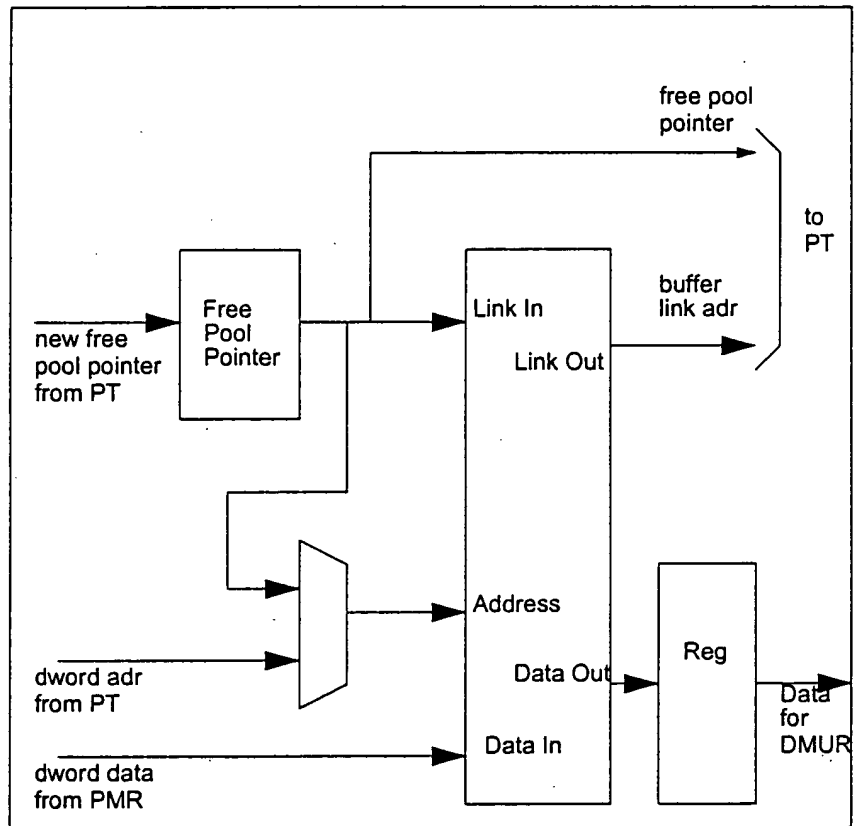 free pool
pointer
to
PT
buffer
link adr
Free
Pool
Pointer
new free
pool pointer
from PT
Link In
Link Out
Address
dword adr
from PT
Data Out
Reg
Data
for
DMUR
Data In
dword data
from PMR